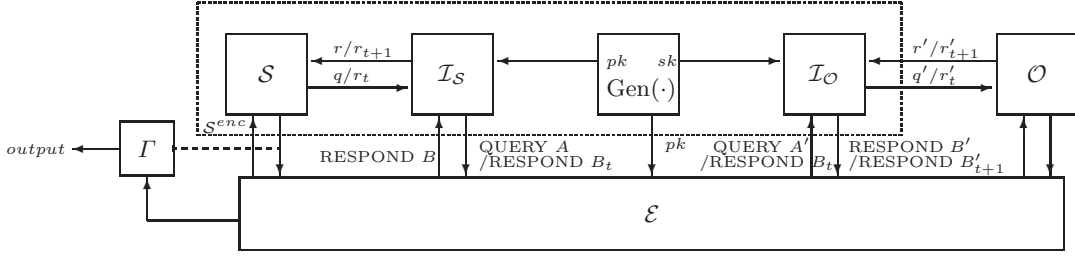 r/r_{t+1} r'/r'_{t+1}
S I_S pk sk I_O O
q/r_t Gen(·) q'/r'_t
S^{enc}
output Γ RESPOND B QUERY A pk QUERY A' RESPOND B'
/RESPOND B_t /RESPOND B_t /RESPOND B'_{t+1}
E